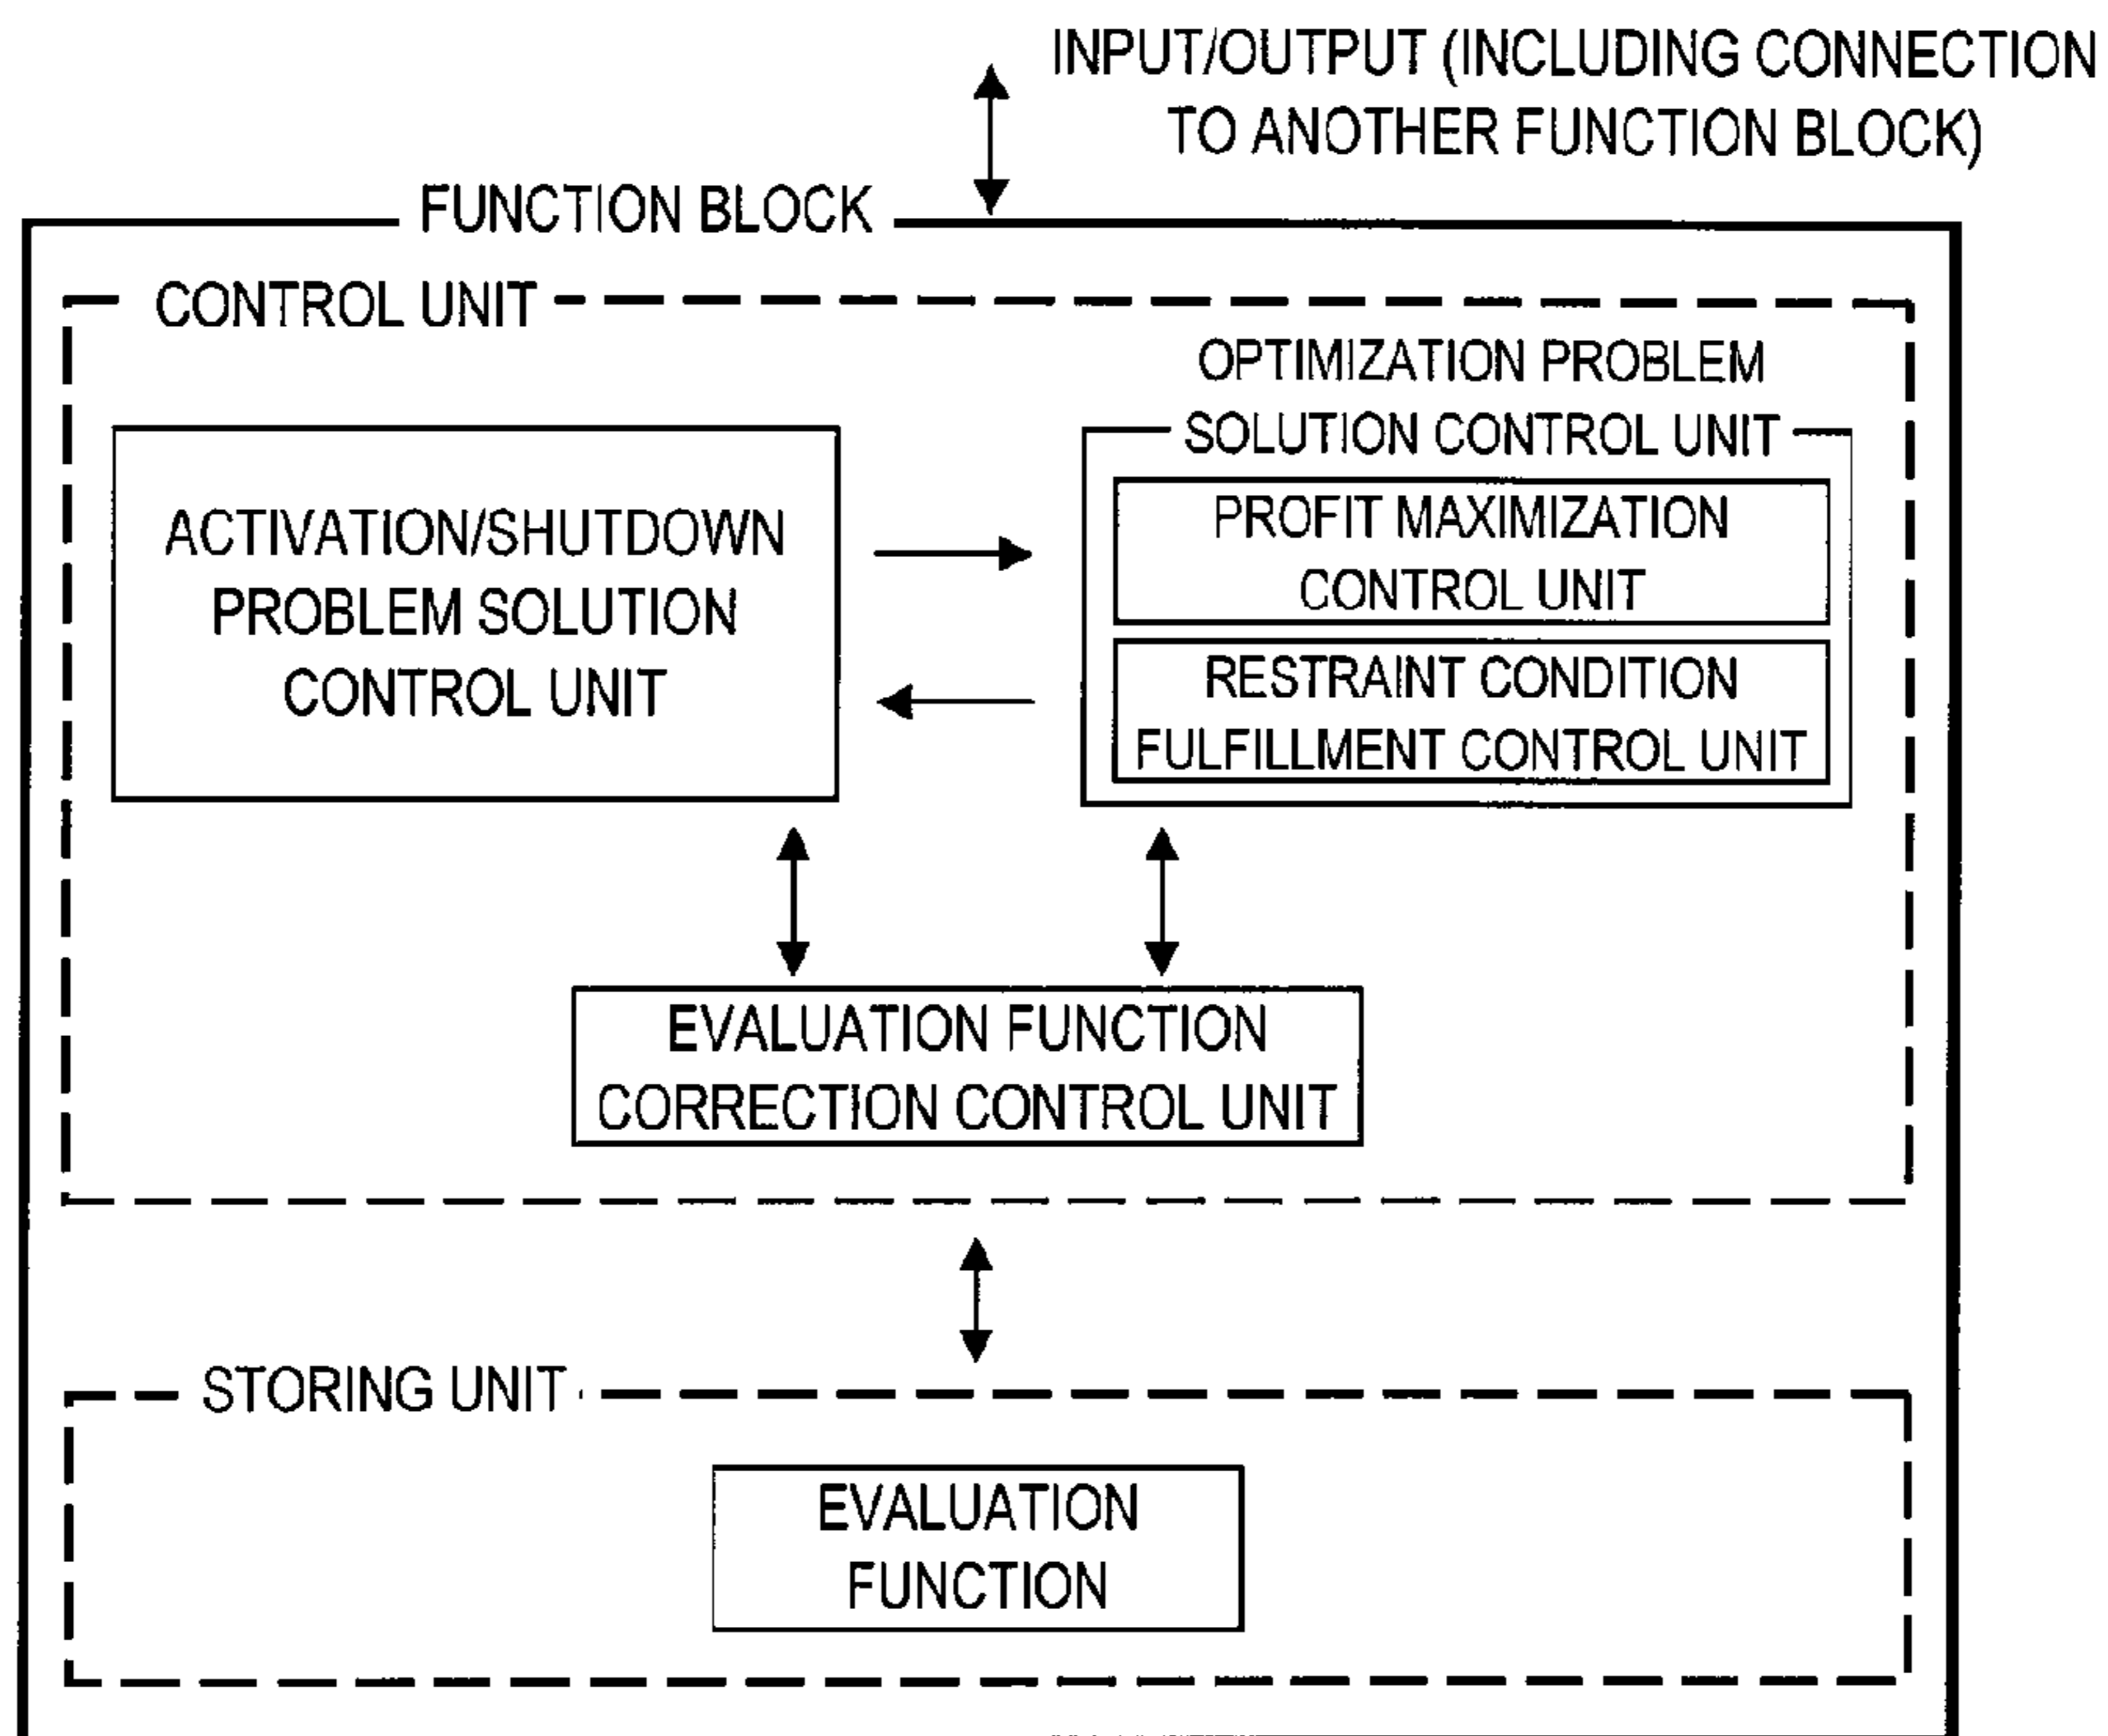 INPUT/OUTPUT (INCLUDING CONNECTION
TO ANOTHER FUNCTION BLOCK)
FUNCTION BLOCK
CONTROL UNIT
OPTIMIZATION PROBLEM
SOLUTION CONTROL UNIT
ACTIVATION/SHUTDOWN
PROBLEM SOLUTION
CONTROL UNIT
PROFIT MAXIMIZATION
CONTROL UNIT
RESTRAINT CONDITION
FULFILLMENT CONTROL UNIT
EVALUATION FUNCTION
CORRECTION CONTROL UNIT
STORING UNIT
EVALUATION
FUNCTION